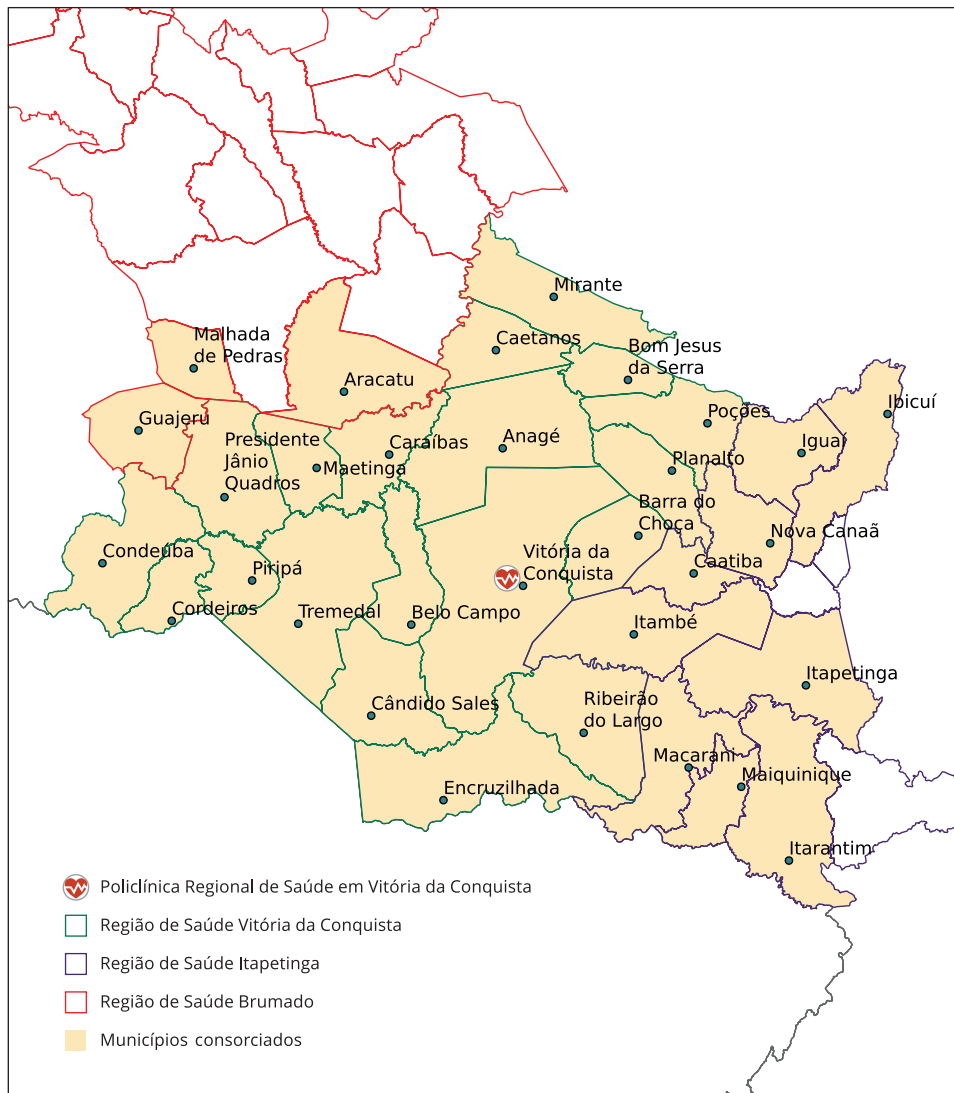 Mirante
Caetanos
Malhada
de Pedras
Bom Jesus
da Serra
Aracatu
Ibicuí
Guajeru
Poções
Presidente
Jânio
Quadros
Caraíbas
Anagé
Iguaí
Maetinga
Planalto
Barra do
Choça
Nova Canaã
Condeúba
Piripá
Vitória da
Conquista
Caatiba
Cordeiros
Tremedal
Belo Campo
Itambé
Itapetinga
Cândido Sales
Ribeirão
do Largo
Macarani
Maiquinique
Encruzilhada
Itarantim
Policlínica Regional de Saúde em Vitória da Conquista
Região de Saúde Vitória da Conquista
Região de Saúde Itapetinga
Região de Saúde Brumado
Municípios consorciados